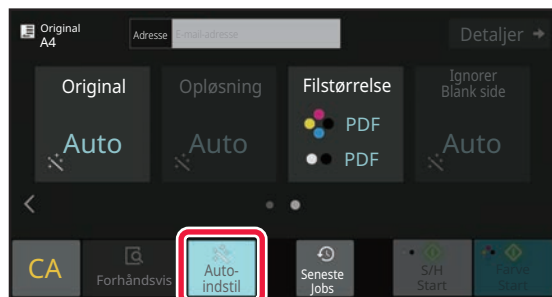 Original
A4
Adresse
E-mail-adresse
Detaljer
Original
Auto
Opløsning
Auto
Filstørrelse
PDF
PDF
Ignorer
Blank side
Auto
CA
Forhåndsvis
Auto-
indstil
Seneste
Jobs
S/H
Start
Farve
Start